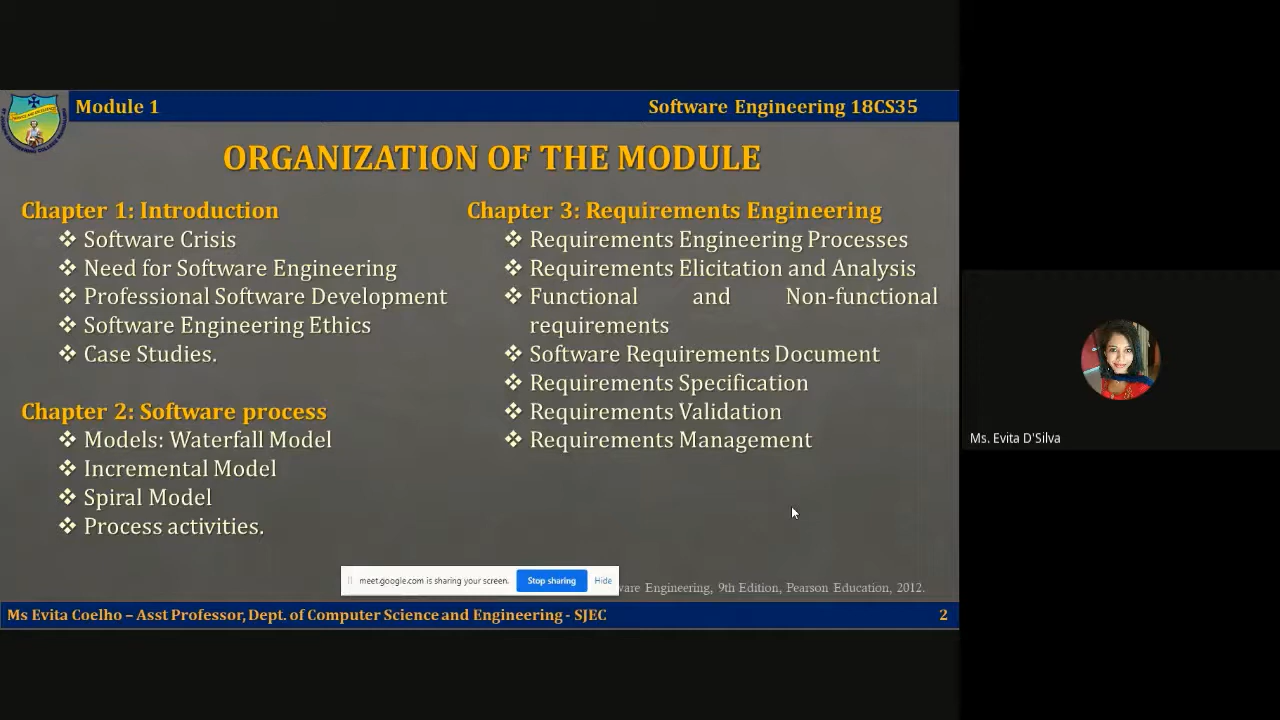 Module 1
Software Engineering 18CS35
ORGANIZATION OF THE MODULE
Chapter 1: Introduction
❖ Software Crisis
❖ Need for Software Engineering
❖ Professional Software Development
❖ Software Engineering Ethics
❖ Case Studies.
Chapter 2: Software process
❖ Models: Waterfall Model
❖ Incremental Model
❖ Spiral Model
❖ Process activities.
Chapter 3: Requirements Engineering
❖ Requirements Engineering Processes
❖ Requirements Elicitation and Analysis
❖ Functional and Non-functional
requirements
❖ Software Requirements Document
❖ Requirements Specification
❖ Requirements Validation
❖ Requirements Management
meet.google.com is sharing your screen. Stop sharing Hide
Engineering, 9th Edition, Pearson Education, 2012.
Ms Evita Coelho – Asst Professor, Dept. of Computer Science and Engineering - SJEC
2
Ms. Evita D'Silva